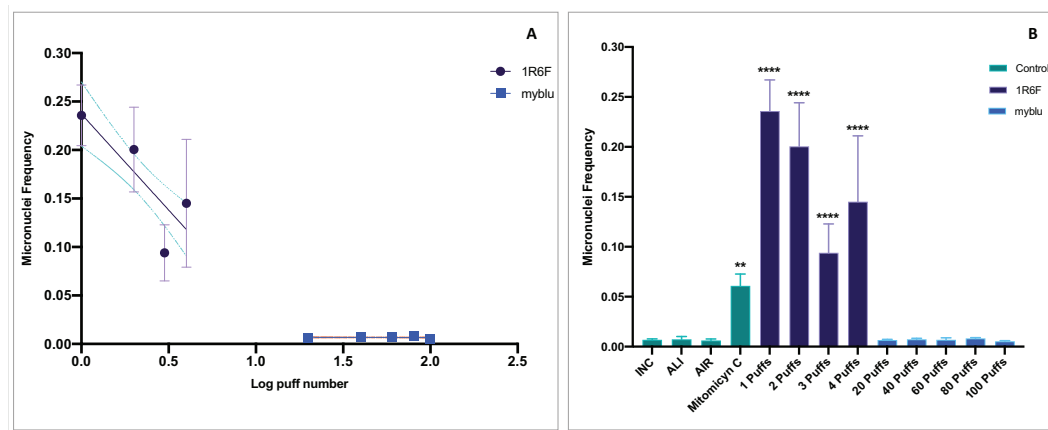 A
0.30
0.25
0.20
0.15
0.10
0.05
0.00
Micronuclei Frequency
0.0 0.5 1.0 1.5 2.0 2.5
Log puff number
1R6F
myblu
B
0.30
0.25
0.20
0.15
0.10
0.05
0.00
Micronuclei Frequency
**
****
****
****
****
INC
ALI
AIR
Mitomicyn C
1 Puffs
2 Puffs
3 Puffs
4 Puffs
20 Puffs
40 Puffs
60 Puffs
80 Puffs
100 Puffs
Control
1R6F
myblu